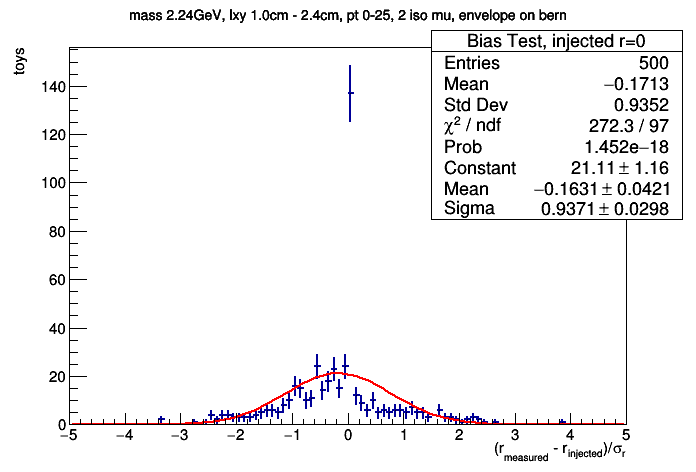 mass 2.24GeV, lxy 1.0cm - 2.4cm, pt 0-25, 2 iso mu, envelope on bern
toys
Bias Test, injected r=0
Entries 500
Mean −0.1713
Std Dev 0.9352
χ² / ndf 272.3 / 97
Prob 1.452e−18
Constant 21.11 ± 1.16
Mean −0.1631 ± 0.0421
Sigma 0.9371 ± 0.0298
140
120
100
80
60
40
20
0
−5 −4 −3 −2 −1 0 1 2 3 4 5
(r_measured - r_injected)/σ_r